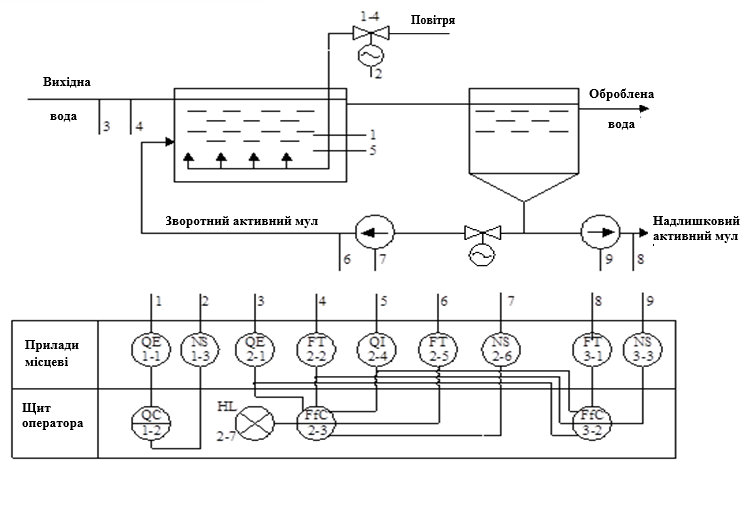 1-4
Повітря
2
Вихідна
вода
3
4
1
5
Оброблена
вода
Зворотний активний мул
Надлишковий
активний мул
6
7
9
8
1
2
3
4
5
6
7
8
9
Прилади
місцеві
QE
1-1
NS
1-3
QE
2-1
FT
2-2
QI
2-4
FT
2-5
NS
2-6
FT
3-1
NS
3-3
Щит
оператора
QC
1-2
HL
2-7
FfC
2-3
FfC
3-2